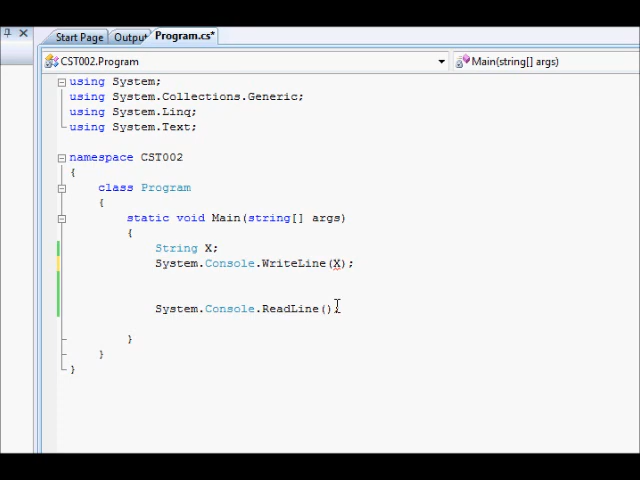 Start Page Output Program.cs*
CST002.Program Main(string[] args)
using System;
using System.Collections.Generic;
using System.Linq;
using System.Text;
namespace CST002
{
class Program
{
static void Main(string[] args)
{
String X;
System.Console.WriteLine(X);
System.Console.ReadLine();
}
}
}